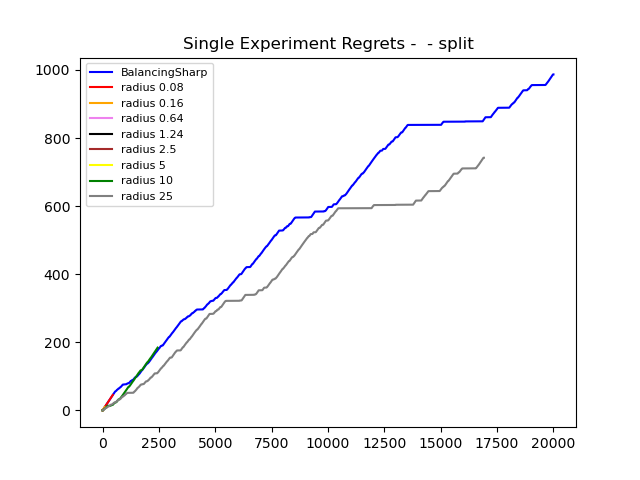 Single Experiment Regrets -  - split
1000
800
600
400
200
0
BalancingSharp
radius 0.08
radius 0.16
radius 0.64
radius 1.24
radius 2.5
radius 5
radius 10
radius 25
0 2500 5000 7500 10000 12500 15000 17500 20000